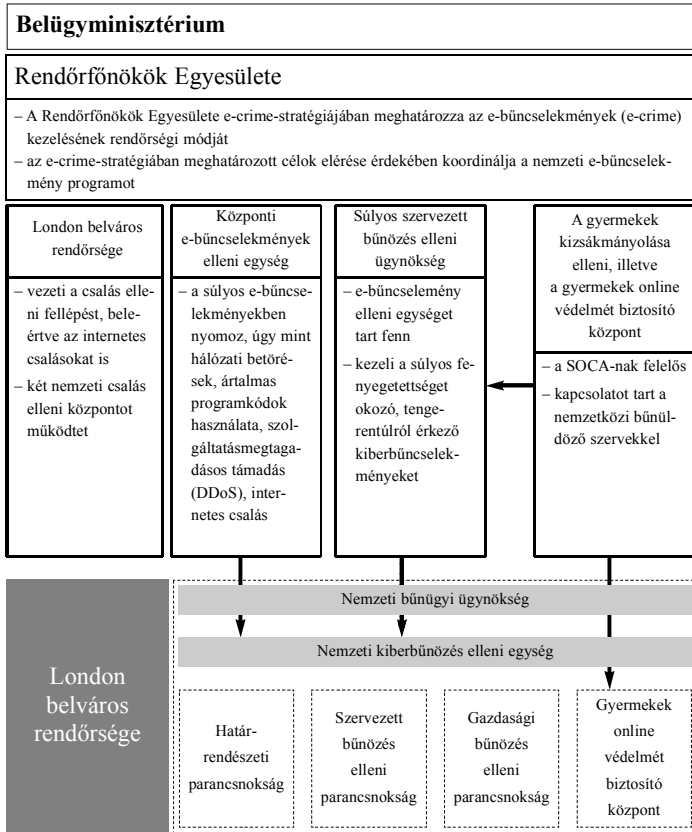 Belügyminisztérium
Rendőrfőnökök Egyesülete
– A Rendőrfőnökök Egyesülete e-crime-stratégiájában meghatározza az e-bűncselekmények (e-crime)
kezelésének rendőrségi módját
– az e-crime-stratégiában meghatározott célok elérése érdekében koordinálja a nemzeti e-bűncselek-
mény programot
London belváros
rendőrsége
– vezeti a csalás elle-
ni fellépést, bele-
értve az internetes
csalásokat is
– két nemzeti csalás
elleni központot
működtet
Központi
e-bűncselekmények
elleni egység
– a súlyos e-bűncse-
lekményekben
nyomoz, úgy mint
hálózati betöré-
sek, ártalmas
programkódok
használata, szol-
gáltatásmegtaga-
dásos támadás
(DDoS), inter-
netes csalás
Súlyos szervezett
bűnözés elleni
ügynökség
– e-bűncselemény
elleni egységet
tart fenn
– kezeli a súlyos fe-
nyegetettséget
okozó, tenge-
rentúlról érkező
kiberbűncselek-
ményeket
A gyermekek
kizsákmányolása
elleni, illetve
a gyermekek online
védelmét biztosító
központ
– a SOCA-nak felelős
– kapcsolatot tart a
nemzetközi bűnül-
döző szervekkel
London
belváros
rendőrsége
Nemzeti bűnügyi ügynökség
Nemzeti kiberbűnözés elleni egység
Határ-
rendészeti
parancsnokság
Szervezett
bűnözés
elleni
parancsnokság
Gazdasági
bűnözés
elleni
parancsnokság
Gyermekek
online
védelmét
biztosító
központ